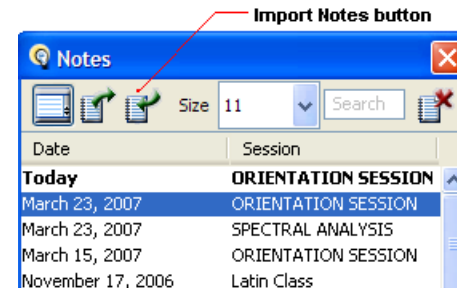 Import Notes button
Notes
Size 11 Search
Date Session
Today ORIENTATION SESSION
March 23, 2007 ORIENTATION SESSION
March 23, 2007 SPECTRAL ANALYSIS
March 15, 2007 ORIENTATION SESSION
November 17, 2006 Latin Class